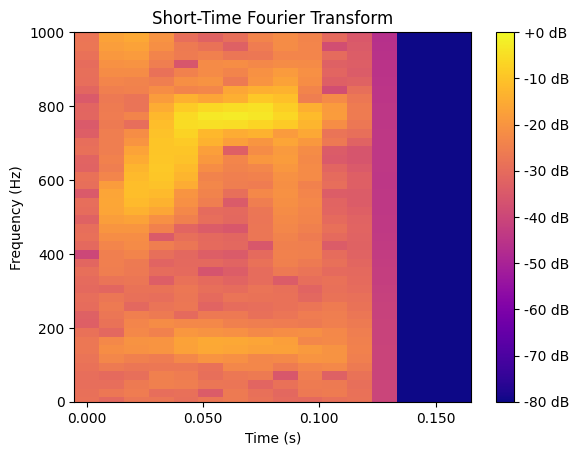 Short-Time Fourier Transform
1000
800
600
400
200
0
Frequency (Hz)
0.000
0.050
0.100
0.150
Time (s)
+0 dB
-10 dB
-20 dB
-30 dB
-40 dB
-50 dB
-60 dB
-70 dB
-80 dB